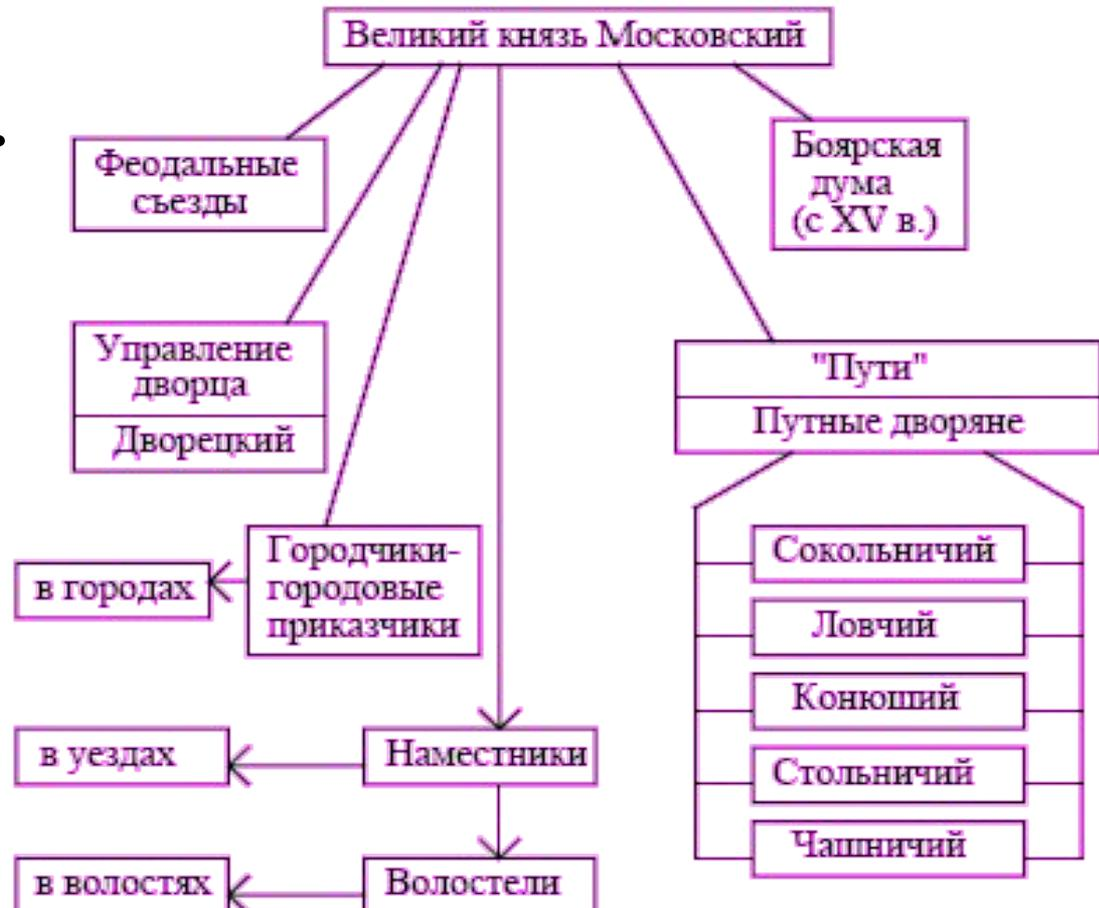 Великий князь Московский
Феодальные
съезды
Боярская
дума
(с XV в.)
Управление
дворца
Дворецкий
"Пути"
Путные дворяне
Городчики-
городовые
приказчики
в городах
Сокольничий
Ловчий
Конюший
Стольничий
Чашничий
Наместники
в уездах
Волостели
в волостях